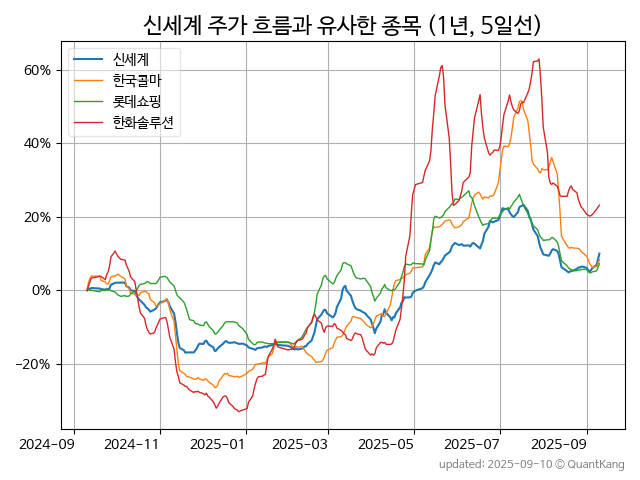 신세계 주가 흐름과 유사한 종목 (1년, 5일선)
신세계
한국콜마
롯데쇼핑
한화솔루션
60%
40%
20%
0%
−20%
2024-09 2024-11 2025-01 2025-03 2025-05 2025-07 2025-09
updated: 2025-09-10 © QuantKang